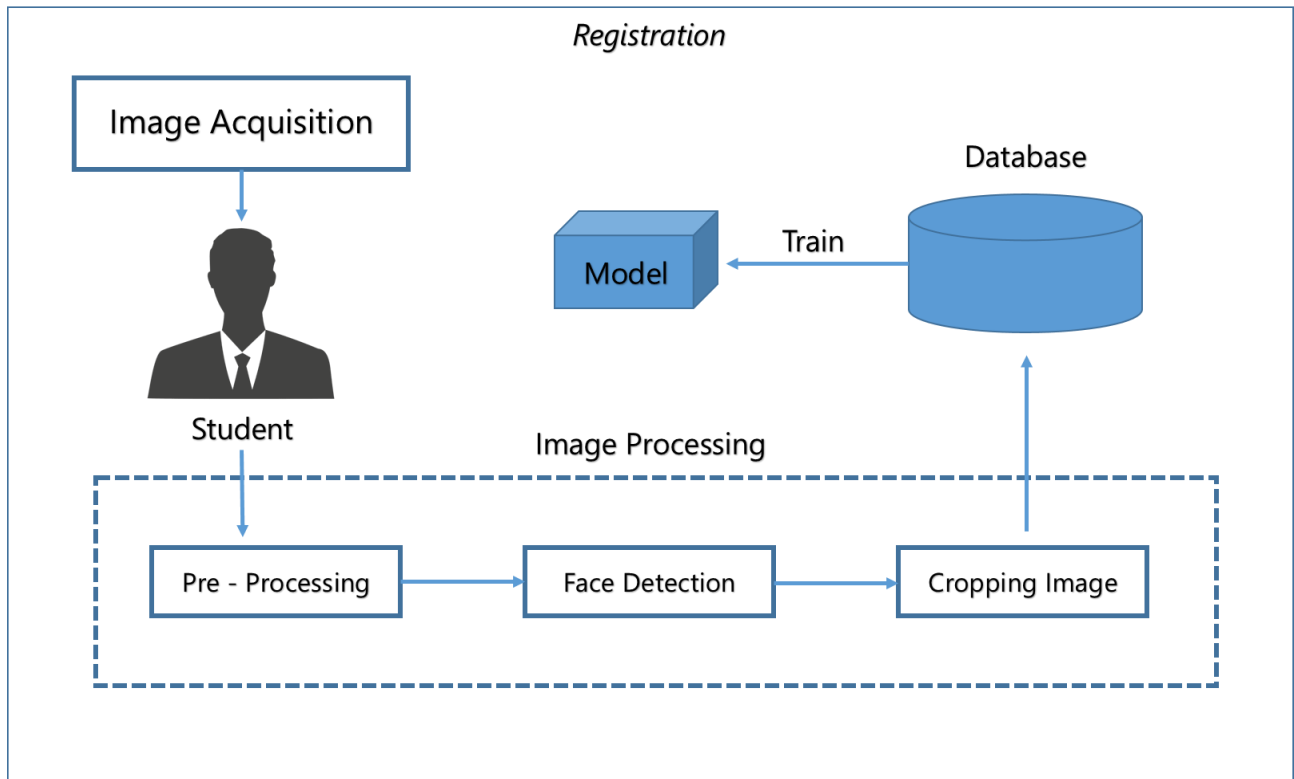 Registration
Image Acquisition
Database
Train
Model
Student
Image Processing
Pre - Processing
Face Detection
Cropping Image